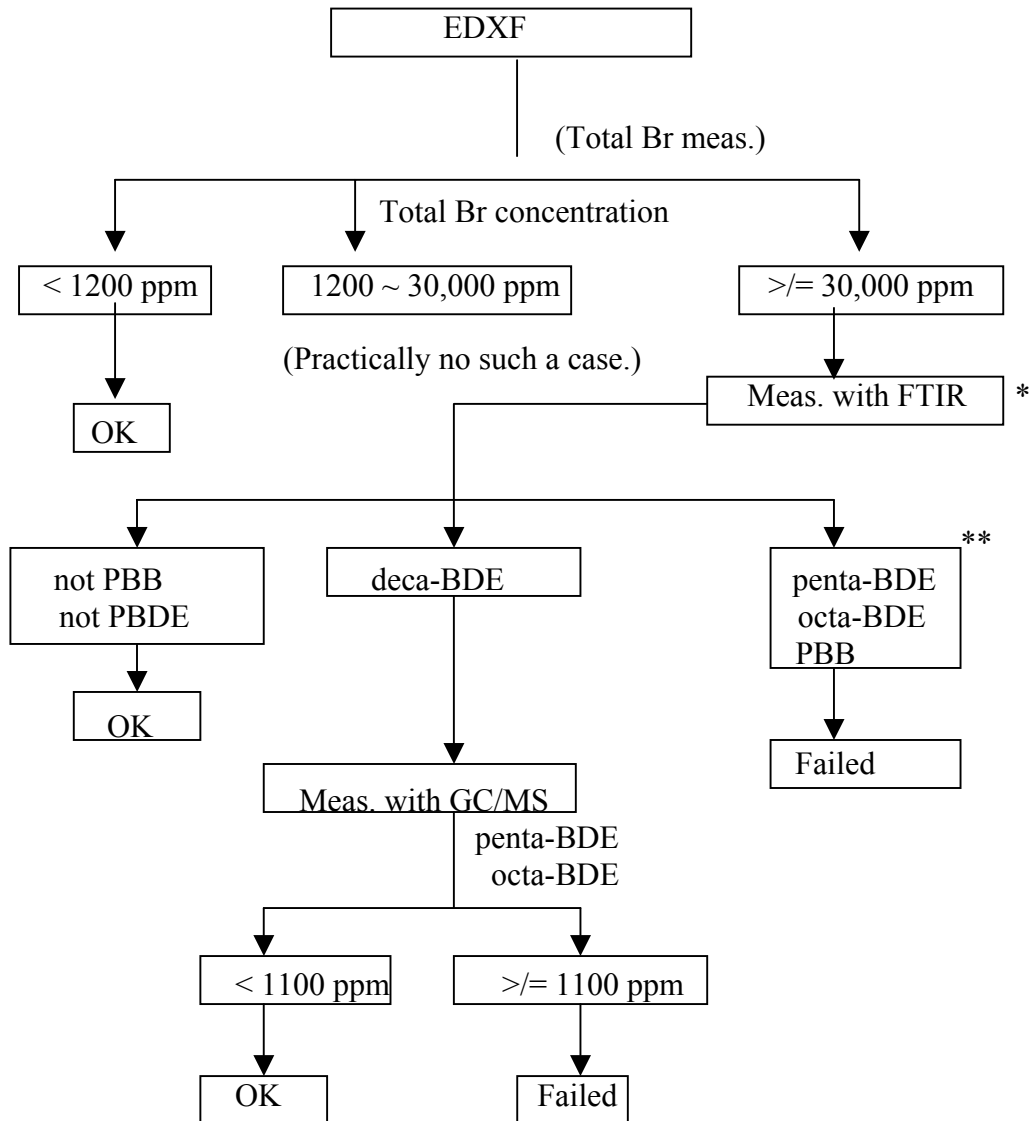 EDXF
(Total Br meas.)
Total Br concentration
< 1200 ppm
1200 ~ 30,000 ppm
>/= 30,000 ppm
(Practically no such a case.)
OK
Meas. with FTIR
*
not PBB
not PBDE
deca-BDE
**
penta-BDE
octa-BDE
PBB
OK
Failed
Meas. with GC/MS
penta-BDE
octa-BDE
< 1100 ppm
>/= 1100 ppm
OK
Failed